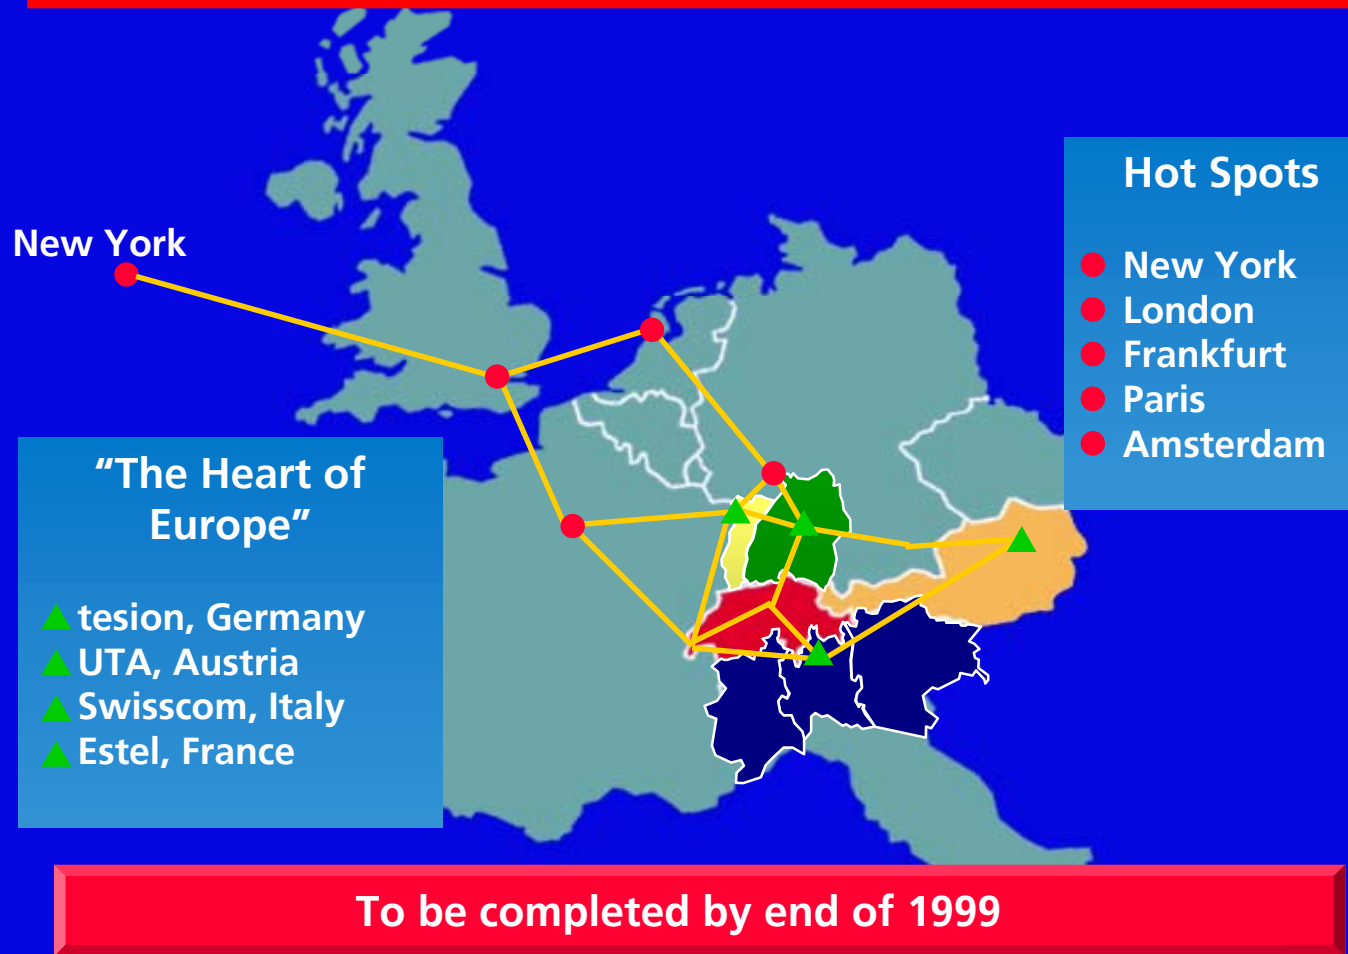 New York
Hot Spots
New York
London
Frankfurt
Paris
Amsterdam
“The Heart of
Europe”
tesion, Germany
UTA, Austria
Swisscom, Italy
Estel, France
To be completed by end of 1999